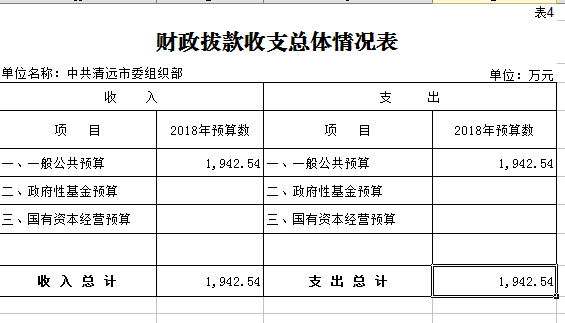 表4
财政拨款收支总体情况表
单位名称：中共清远市委组织部 单位：万元
收 入 支 出
项 目 2018年预算数 项 目 2018年预算数
一、一般公共预算 1,942.54 一、一般公共预算 1,942.54
二、政府性基金预算 二、政府性基金预算
三、国有资本经营预算 三、国有资本经营预算
收 入 总 计 1,942.54 支 出 总 计 1,942.54